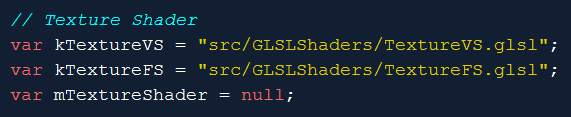 // Texture Shader
var kTextureVS = "src/GLSLShaders/TextureVS.glsl";
var kTextureFS = "src/GLSLShaders/TextureFS.glsl";
var mTextureShader = null;